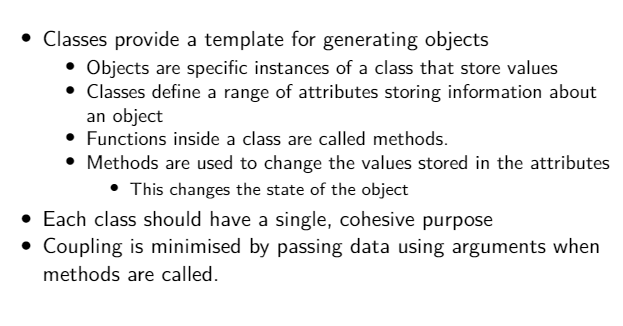 • Classes provide a template for generating objects
• Objects are specific instances of a class that store values
• Classes define a range of attributes storing information about
an object
• Functions inside a class are called methods.
• Methods are used to change the values stored in the attributes
• This changes the state of the object
• Each class should have a single, cohesive purpose
• Coupling is minimised by passing data using arguments when
methods are called.